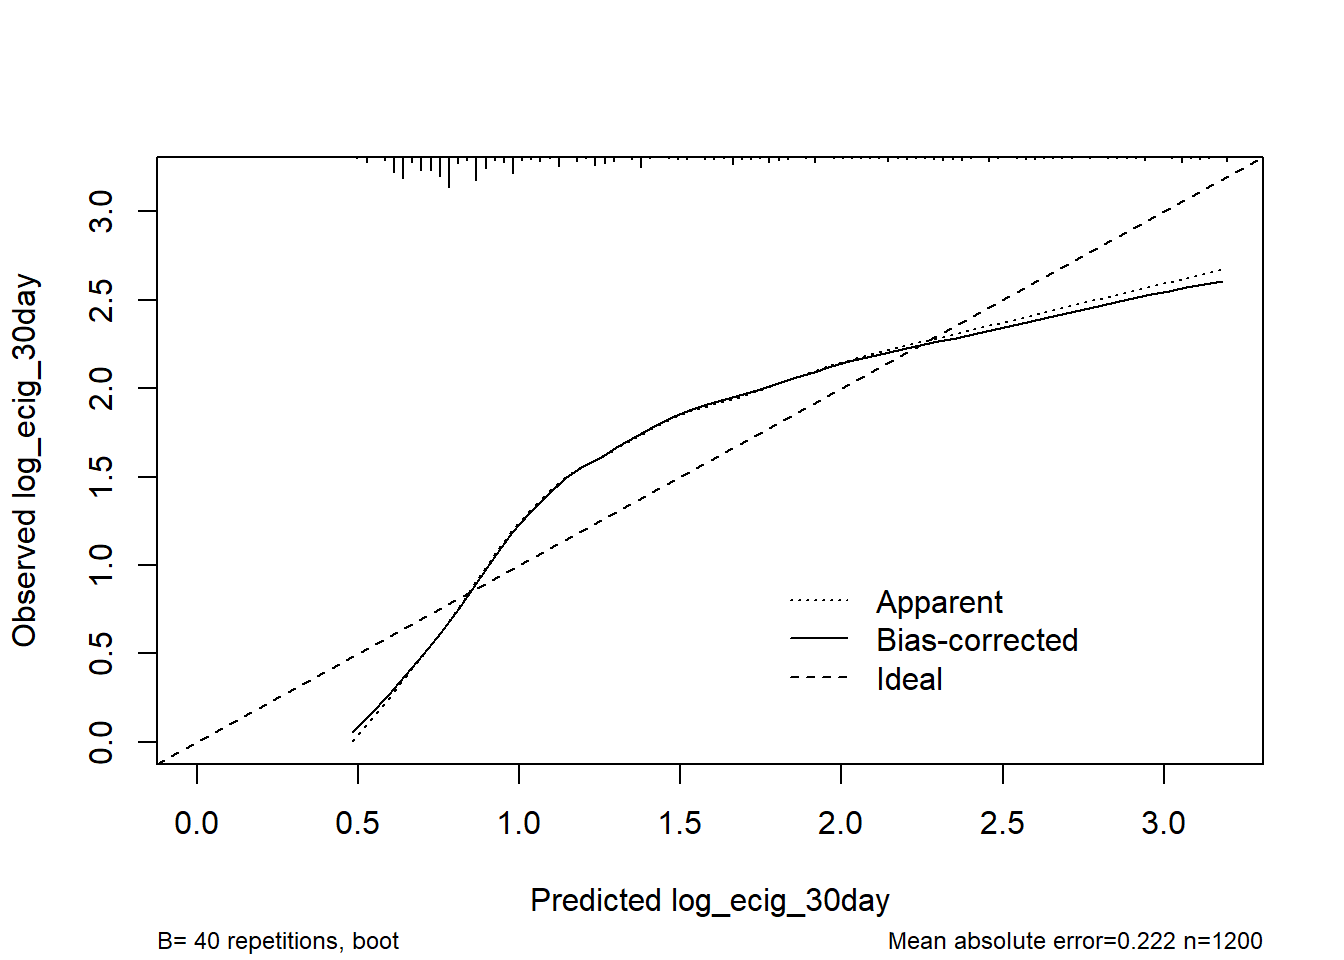 Observed log_ecig_30day
3.0
2.5
2.0
1.5
1.0
0.5
0.0
Apparent
Bias-corrected
Ideal
0.0 0.5 1.0 1.5 2.0 2.5 3.0
Predicted log_ecig_30day
B= 40 repetitions, boot
Mean absolute error=0.222 n=1200